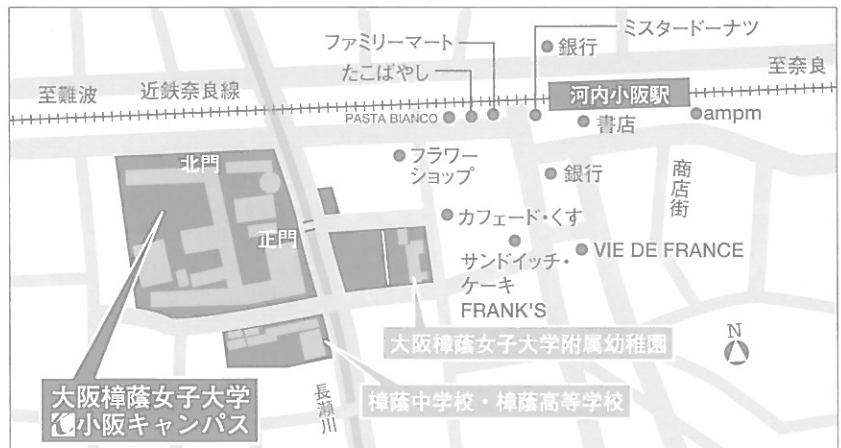 ミスタードーナツ
ファミリーマート
銀行
たこばやし
至奈良
至難波
近鉄奈良線
河内小阪駅
PASTA BIANCO
書店
ampm
北門
フラワー
ショップ
銀行
商店街
カフェード・くす
正門
サンドイッチ・
ケーキ
FRANK'S
VIE DE FRANCE
N
大阪樟蔭女子大学附属幼稚園
大阪樟蔭女子大学
小阪キャンパス
長瀬川
樟蔭中学校・樟蔭高等学校